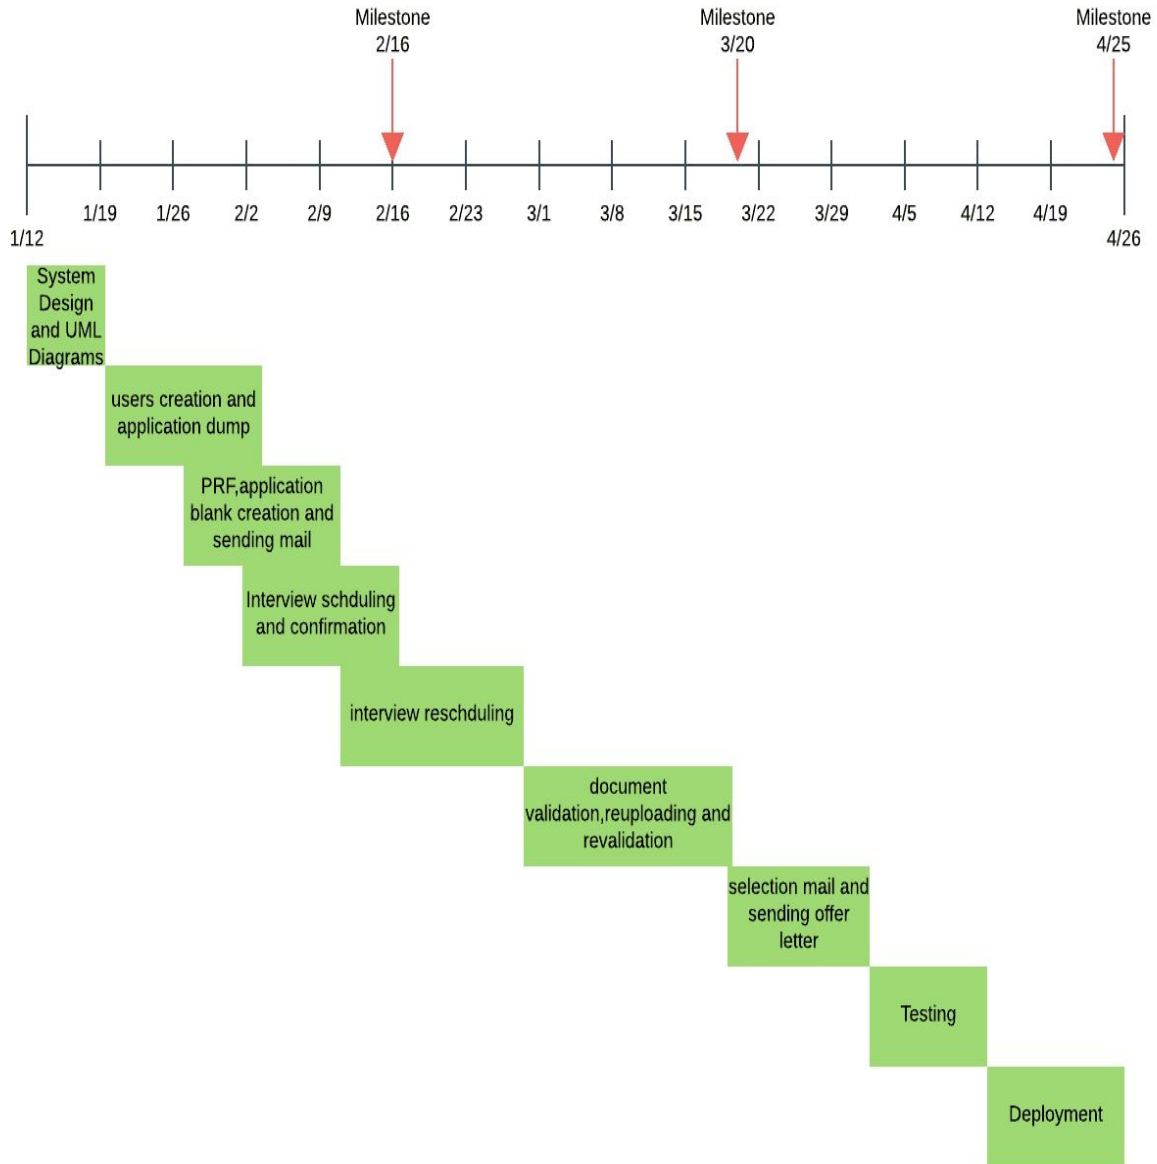 Milestone
2/16
Milestone
3/20
Milestone
4/25
1/19 1/26 2/2 2/9 2/16 2/23 3/1 3/8 3/15 3/22 3/29 4/5 4/12 4/19
1/12 4/26
System
Design
and UML
Diagrams
users creation and
application dump
PRF,application
blank creation and
sending mail
Interview schduling
and confirmation
interview reschduling
document
validation,reuploading and
revalidation
selection mail and
sending offer
letter
Testing
Deployment